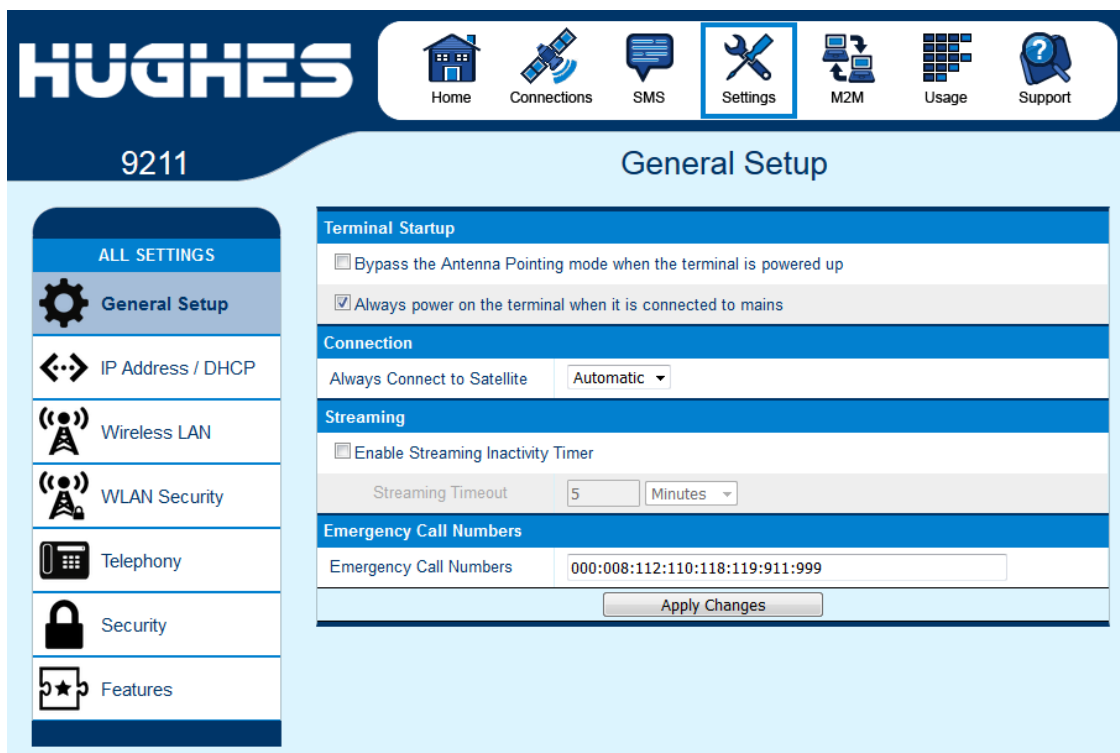 HUGHES
Home Connections SMS Settings M2M Usage Support
9211
General Setup
ALL SETTINGS
General Setup
IP Address / DHCP
Wireless LAN
WLAN Security
Telephony
Security
Features
Terminal Startup
Bypass the Antenna Pointing mode when the terminal is powered up
Always power on the terminal when it is connected to mains
Connection
Always Connect to Satellite Automatic
Streaming
Enable Streaming Inactivity Timer
Streaming Timeout 5 Minutes
Emergency Call Numbers
Emergency Call Numbers 000:008:112:110:118:119:911:999
Apply Changes